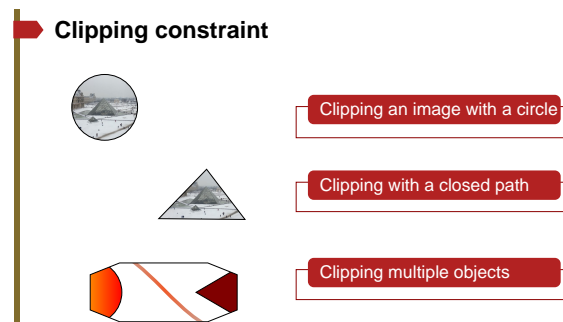 Clipping constraint
Clipping an image with a circle
Clipping with a closed path
Clipping multiple objects